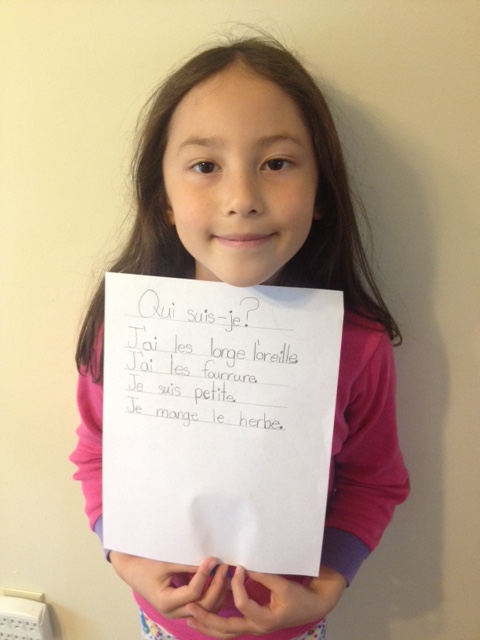 Qui suis-je?
J'ai les large l'oreille.
J'ai les fourrure.
Je suis petite.
Je mange le herbe.